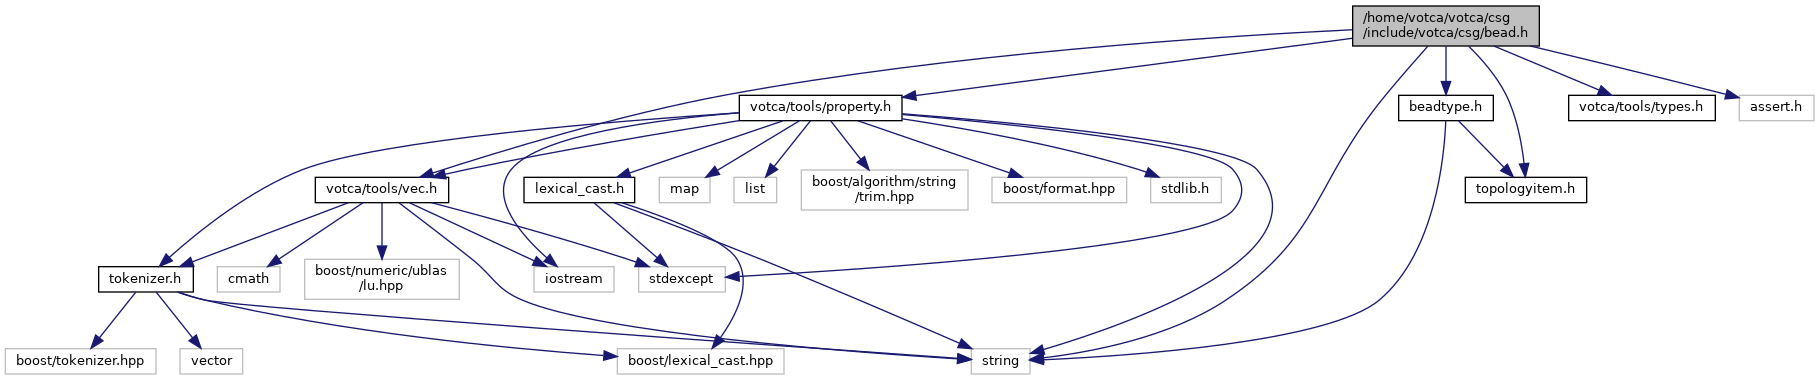 /home/votca/votca/csg
/include/votca/csg/bead.h
votca/tools/property.h
beadtype.h
votca/tools/types.h
assert.h
votca/tools/vec.h
lexical_cast.h
map
list
boost/algorithm/string
/trim.hpp
boost/format.hpp
stdlib.h
topologyitem.h
tokenizer.h
cmath
boost/numeric/ublas
/lu.hpp
iostream
stdexcept
boost/tokenizer.hpp
vector
boost/lexical_cast.hpp
string